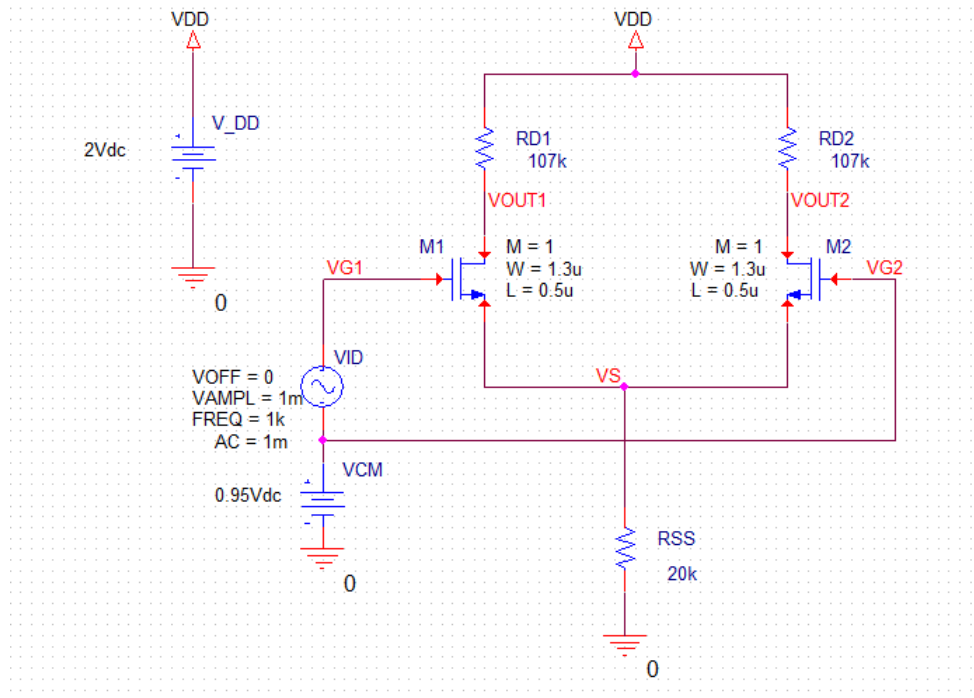 VDD
VDD
V_DD
2Vdc
0
RD1
107k
RD2
107k
VOUT1
VOUT2
M1
M = 1
W = 1.3u
L = 0.5u
M = 1
W = 1.3u
L = 0.5u
M2
VG1
VG2
VID
VOFF = 0
VAMPL = 1m
FREQ = 1k
AC = 1m
VS
VCM
0.95Vdc
0
RSS
20k
0